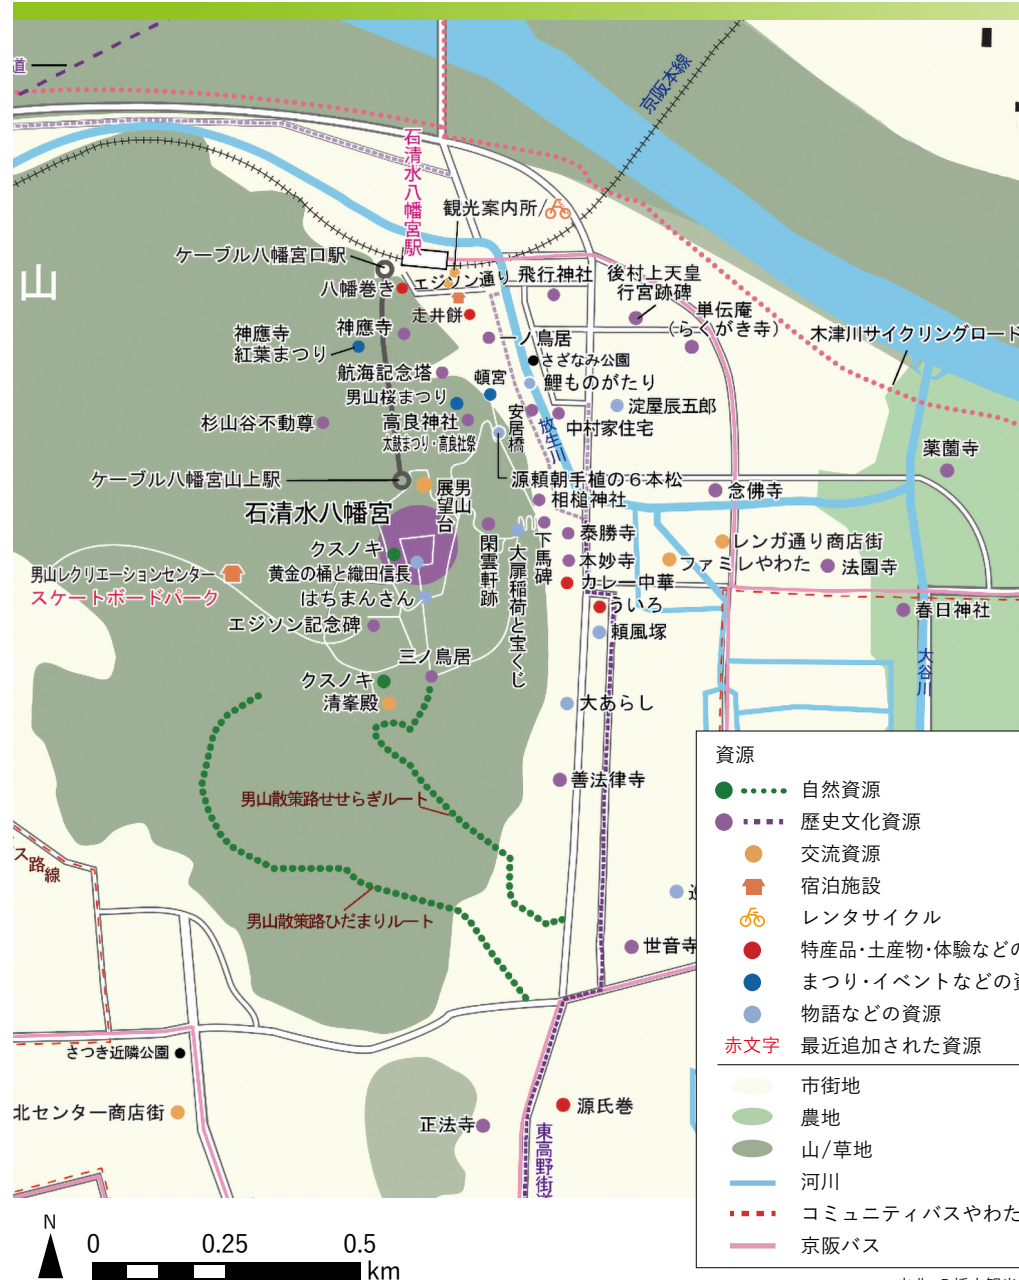 道
京阪本線
石清水八幡宮駅
観光案内所/
ケーブル八幡宮口駅
山
八幡巻き
エジソン通り
飛行神社
後村上天皇
行宮跡碑
走井餅
単伝庵
(らくがき寺)
木津川サイクリングロード
神應寺
紅葉まつり
神應寺
一ノ鳥居
さざなみ公園
航海記念塔
頓宮
鯉ものがたり
男山桜まつり
安居橋
淀屋辰五郎
杉山谷不動尊
高良神社
太鼓まつり・高良社祭
放生川
中村家住宅
薬薗寺
ケーブル八幡宮山上駅
源頼朝手植の6本松
男山
展望台
相槌神社
念佛寺
石清水八幡宮
閑雲軒跡
大扉稲荷と宝くじ
下馬碑
泰勝寺
レンガ通り商店街
クスノキ
本妙寺
ファミレやわた
法園寺
男山レクリエーションセンター
黄金の桶と織田信長
スケートボードパーク
はちまんさん
カレー中華
ういろ
春日神社
エジソン記念碑
頼風塚
三ノ鳥居
大谷川
クスノキ
清峯殿
大あらし
善法律寺
男山散策路せせらぎルート
ス路線
男山散策路ひだまりルート
世音寺
さつき近隣公園
北センター商店街
源氏巻
正法寺
東高野街道
資源
自然資源
歴史文化資源
交流資源
宿泊施設
レンタサイクル
特産品・土産物・体験などの
まつり・イベントなどの資
物語などの資源
赤文字 最近追加された資源
市街地
農地
山/草地
河川
コミュニティバスやわた
京阪バス
N
0 0.25 0.5
km